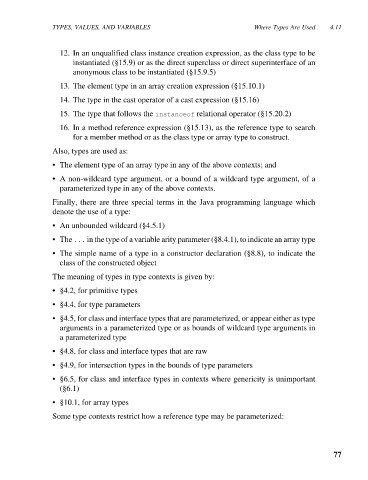 TYPES, VALUES, AND VARIABLES Where Types Are Used 4.11
12. In an unqualified class instance creation expression, as the class type to be
instantiated (§15.9) or as the direct superclass or direct superinterface of an
anonymous class to be instantiated (§15.9.5)
13. The element type in an array creation expression (§15.10.1)
14. The type in the cast operator of a cast expression (§15.16)
15. The type that follows the instanceof relational operator (§15.20.2)
16. In a method reference expression (§15.13), as the reference type to search
for a member method or as the class type or array type to construct.
Also, types are used as:
• The element type of an array type in any of the above contexts; and
• A non-wildcard type argument, or a bound of a wildcard type argument, of a
parameterized type in any of the above contexts.
Finally, there are three special terms in the Java programming language which
denote the use of a type:
• An unbounded wildcard (§4.5.1)
• The ... in the type of a variable arity parameter (§8.4.1), to indicate an array type
• The simple name of a type in a constructor declaration (§8.8), to indicate the
class of the constructed object
The meaning of types in type contexts is given by:
• §4.2, for primitive types
• §4.4, for type parameters
• §4.5, for class and interface types that are parameterized, or appear either as type
arguments in a parameterized type or as bounds of wildcard type arguments in
a parameterized type
• §4.8, for class and interface types that are raw
• §4.9, for intersection types in the bounds of type parameters
• §6.5, for class and interface types in contexts where genericity is unimportant
(§6.1)
• §10.1, for array types
Some type contexts restrict how a reference type may be parameterized:
77